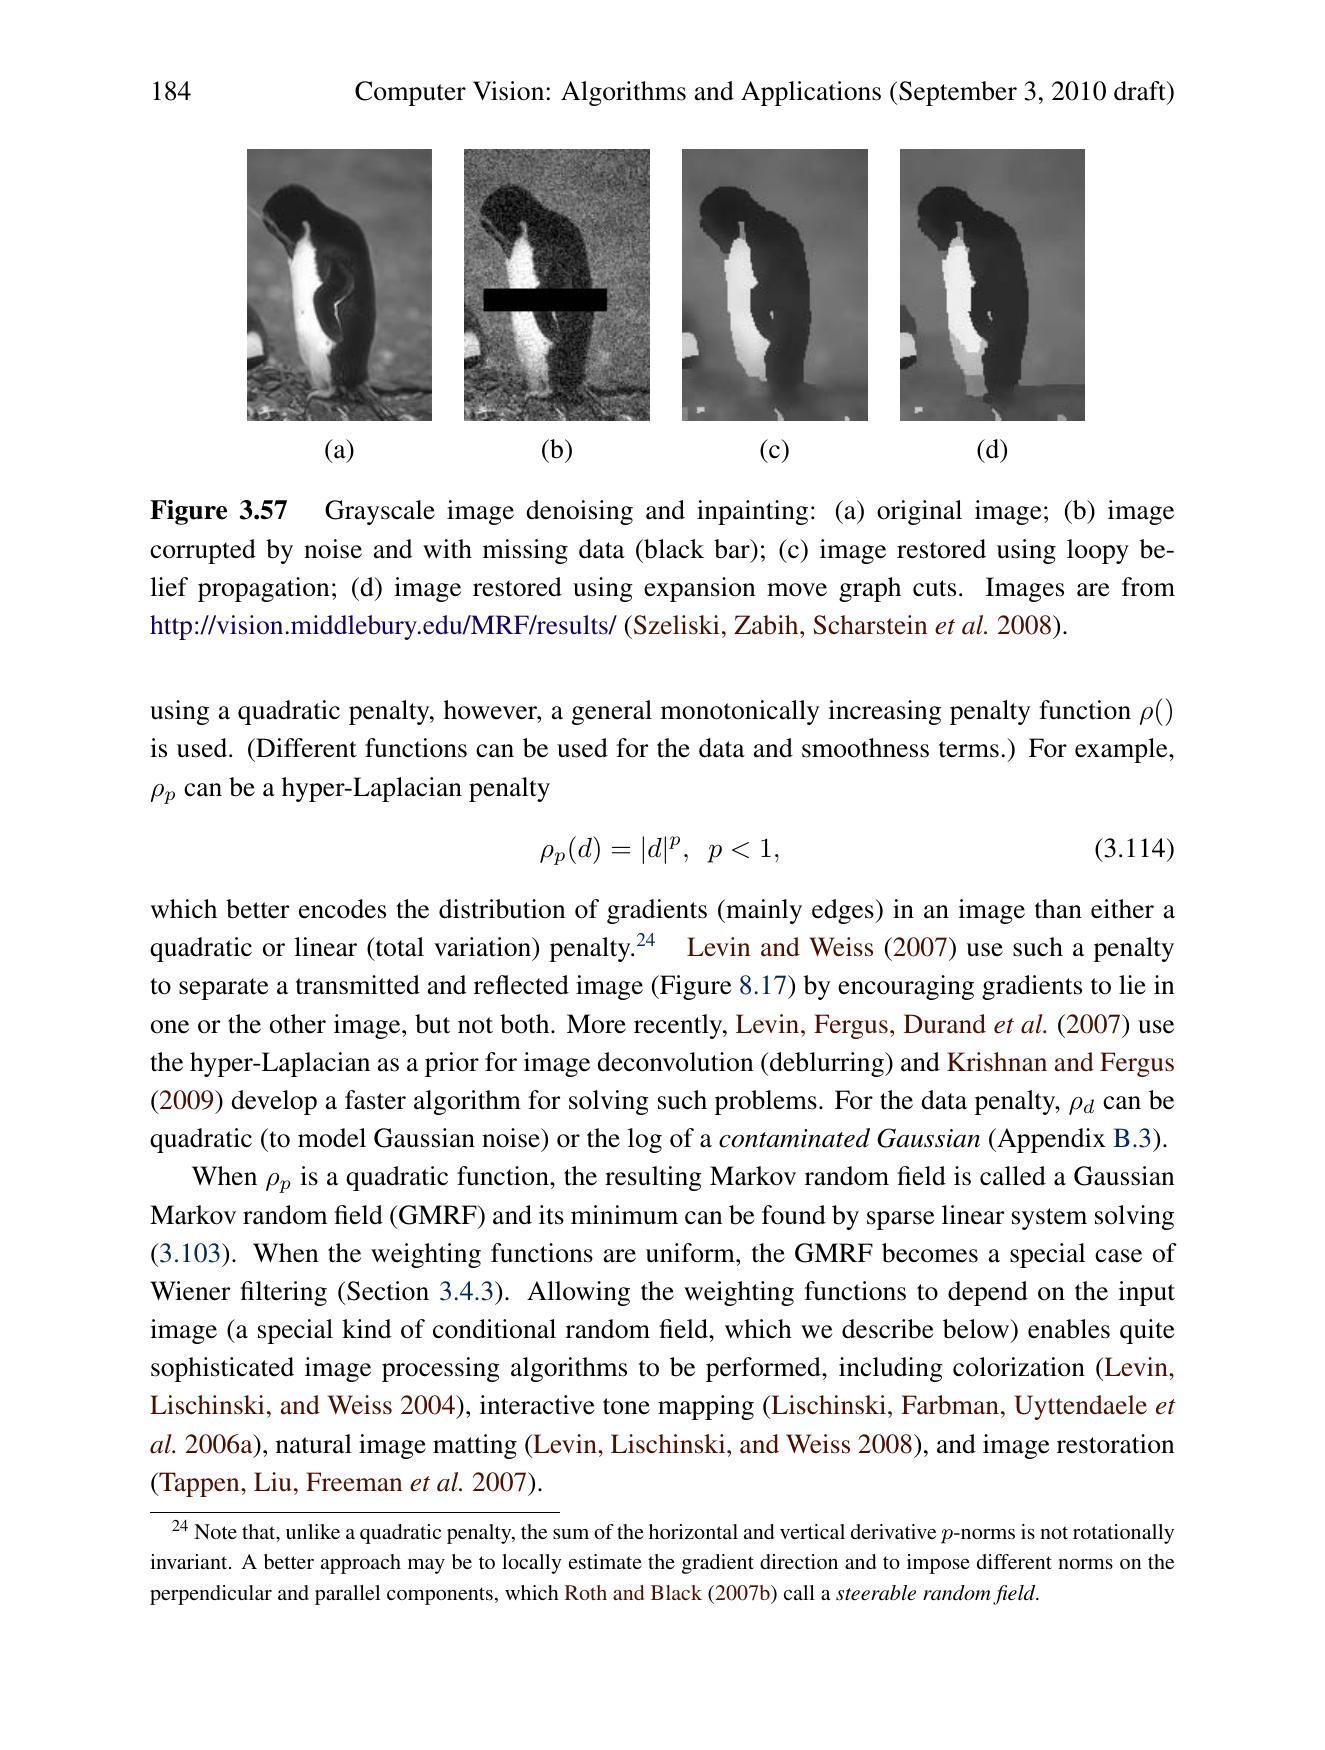 184 Computer Vision: Algorithms and Applications (September 3, 2010 draft)
(a) (b) (c) (d)
Figure 3.57 Grayscale image denoising and inpainting: (a) original image; (b) image
corrupted by noise and with missing data (black bar); (c) image restored using loopy be-
lief propagation; (d) image restored using expansion move graph cuts. Images are from
http://vision.middlebury.edu/MRF/results/ (Szeliski, Zabih, Scharstein et al. 2008).
using a quadratic penalty, however, a general monotonically increasing penalty function ρ()
is used. (Different functions can be used for the data and smoothness terms.) For example,
ρp can be a hyper-Laplacian penalty
ρp(d) = |d|^p, p < 1, (3.114)
which better encodes the distribution of gradients (mainly edges) in an image than either a
quadratic or linear (total variation) penalty.24 Levin and Weiss (2007) use such a penalty
to separate a transmitted and reflected image (Figure 8.17) by encouraging gradients to lie in
one or the other image, but not both. More recently, Levin, Fergus, Durand et al. (2007) use
the hyper-Laplacian as a prior for image deconvolution (deblurring) and Krishnan and Fergus
(2009) develop a faster algorithm for solving such problems. For the data penalty, ρd can be
quadratic (to model Gaussian noise) or the log of a contaminated Gaussian (Appendix B.3).
When ρp is a quadratic function, the resulting Markov random field is called a Gaussian
Markov random field (GMRF) and its minimum can be found by sparse linear system solving
(3.103). When the weighting functions are uniform, the GMRF becomes a special case of
Wiener filtering (Section 3.4.3). Allowing the weighting functions to depend on the input
image (a special kind of conditional random field, which we describe below) enables quite
sophisticated image processing algorithms to be performed, including colorization (Levin,
Lischinski, and Weiss 2004), interactive tone mapping (Lischinski, Farbman, Uyttendaele et
al. 2006a), natural image matting (Levin, Lischinski, and Weiss 2008), and image restoration
(Tappen, Liu, Freeman et al. 2007).
24 Note that, unlike a quadratic penalty, the sum of the horizontal and vertical derivative p-norms is not rotationally
invariant. A better approach may be to locally estimate the gradient direction and to impose different norms on the
perpendicular and parallel components, which Roth and Black (2007b) call a steerable random field.